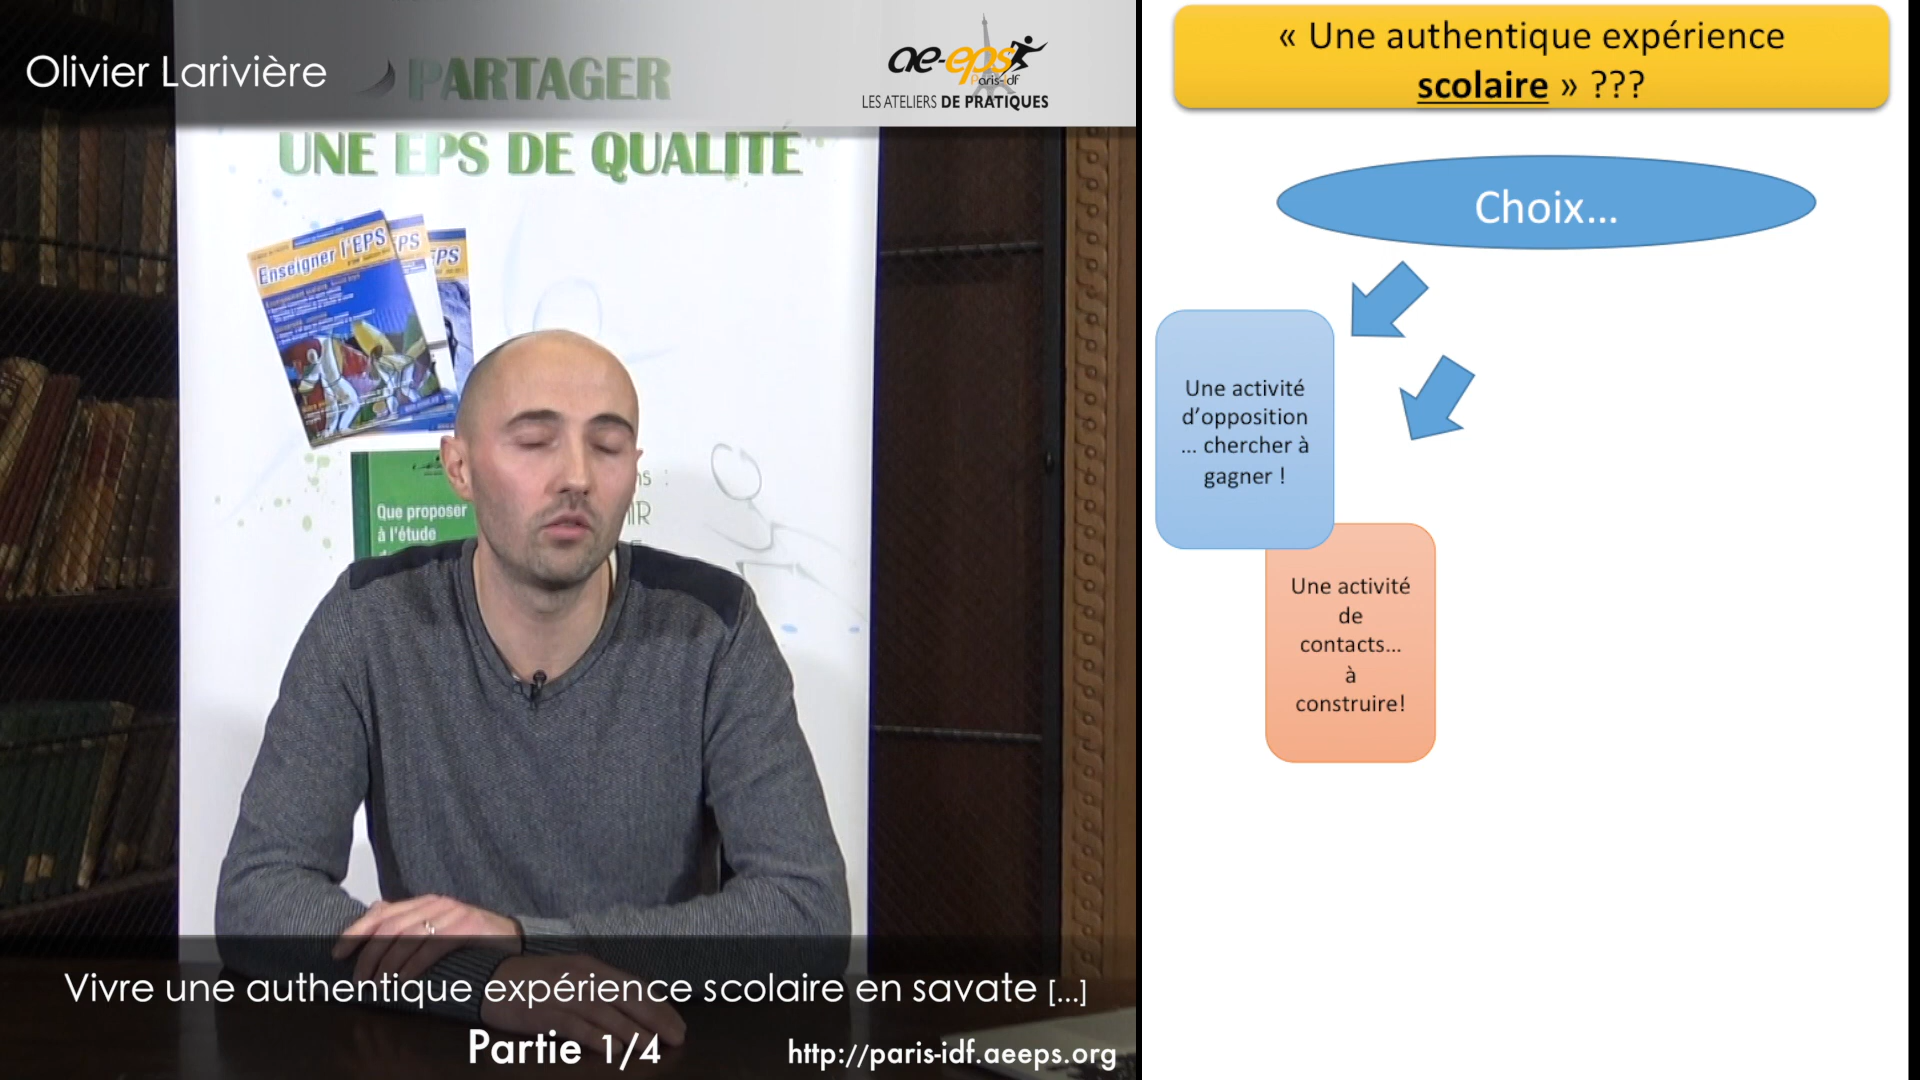 Olivier Larivière
PARTAGER
UNE EPS DE QUALITÉ
ae-eps
Paris-idf
LES ATELIERS DE PRATIQUES
Enseigner l'EPS
EPS
EPS
Que proposer
à l'étude
Vivre une authentique expérience scolaire en savate [...]
Partie 1/4
http://paris-idf.aeeps.org
« Une authentique expérience
scolaire » ???
Choix...
Une activité
d’opposition
... chercher à
gagner !
Une activité
de
contacts...
à
construire!